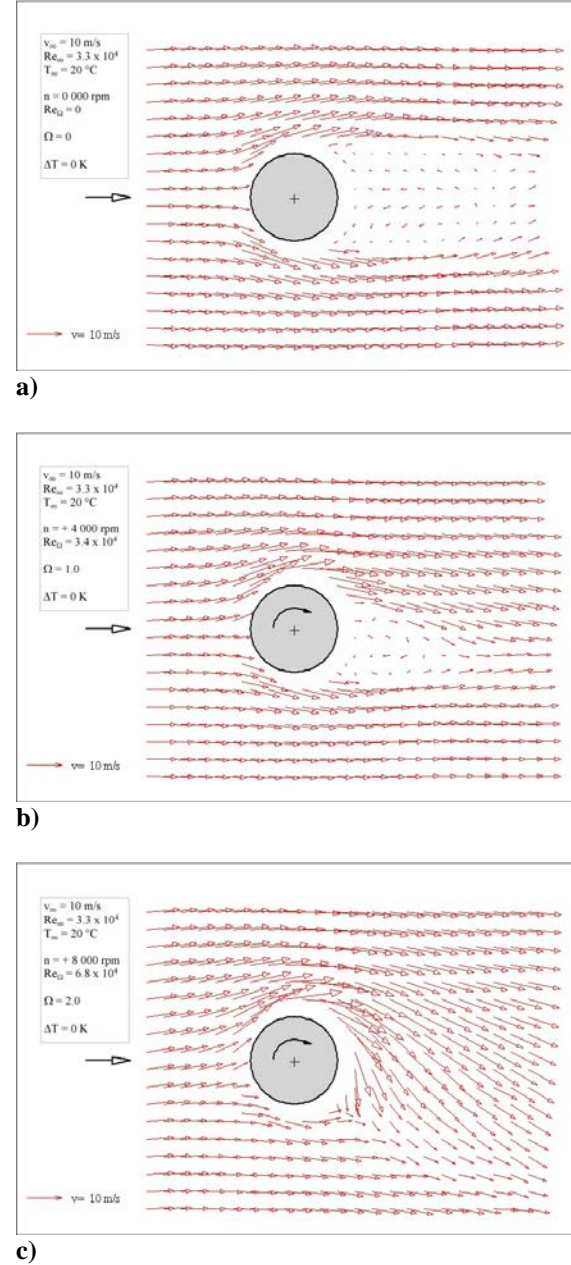 v∞ = 10 m/s
Re∞ = 3.3 x 10⁴
T∞ = 20 °C
n = 0 000 rpm
ReΩ = 0
Ω = 0
ΔT = 0 K
v= 10 m/s
a)
v∞ = 10 m/s
Re∞ = 3.3 x 10⁴
T∞ = 20 °C
n = + 4 000 rpm
ReΩ = 3.4 x 10⁴
Ω = 1.0
ΔT = 0 K
v= 10 m/s
b)
v∞ = 10 m/s
Re∞ = 3.3 x 10⁴
T∞ = 20 °C
n = + 8 000 rpm
ReΩ = 6.8 x 10⁴
Ω = 2.0
ΔT = 0 K
v= 10 m/s
c)